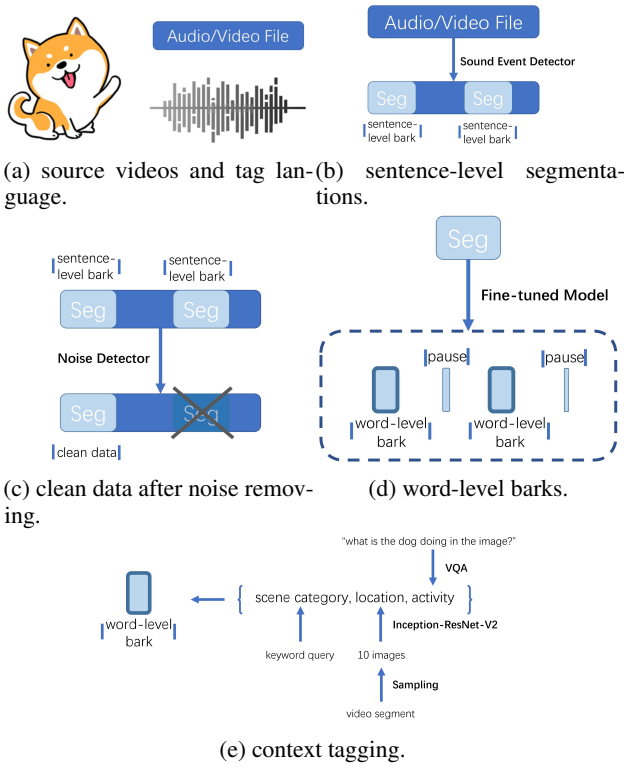 Audio/Video File
(a) source videos and tag lan-
guage.
Audio/Video File
Sound Event Detector
Seg Seg
sentence-
level bark
sentence-
level bark
(b) sentence-level segmenta-
tions.
sentence-
level bark
sentence-
level bark
Seg Seg
Noise Detector
Seg Seg
clean data
(c) clean data after noise remov-
ing.
Seg
Fine-tuned Model
pause
pause
word-level
bark
word-level
bark
(d) word-level barks.
"what is the dog doing in the image?"
VQA
{ scene category, location, activity }
word-level
bark
Inception-ResNet-V2
keyword query
10 images
Sampling
video segment
(e) context tagging.